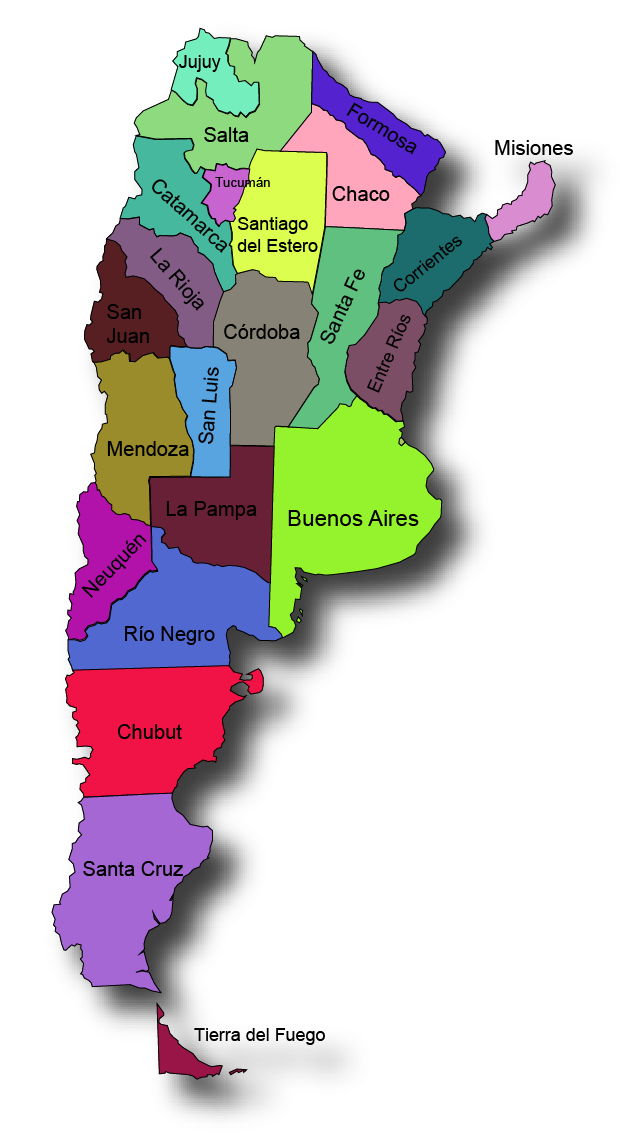 Jujuy
Salta
Formosa
Misiones
Chaco
Tucumán
Catamarca
Santiago
del Estero
Corrientes
La Rioja
Santa Fe
San
Juan
Córdoba
Entre Rios
San Luis
Mendoza
La Pampa
Buenos Aires
Neuquén
Río Negro
Chubut
Santa Cruz
Tierra del Fuego